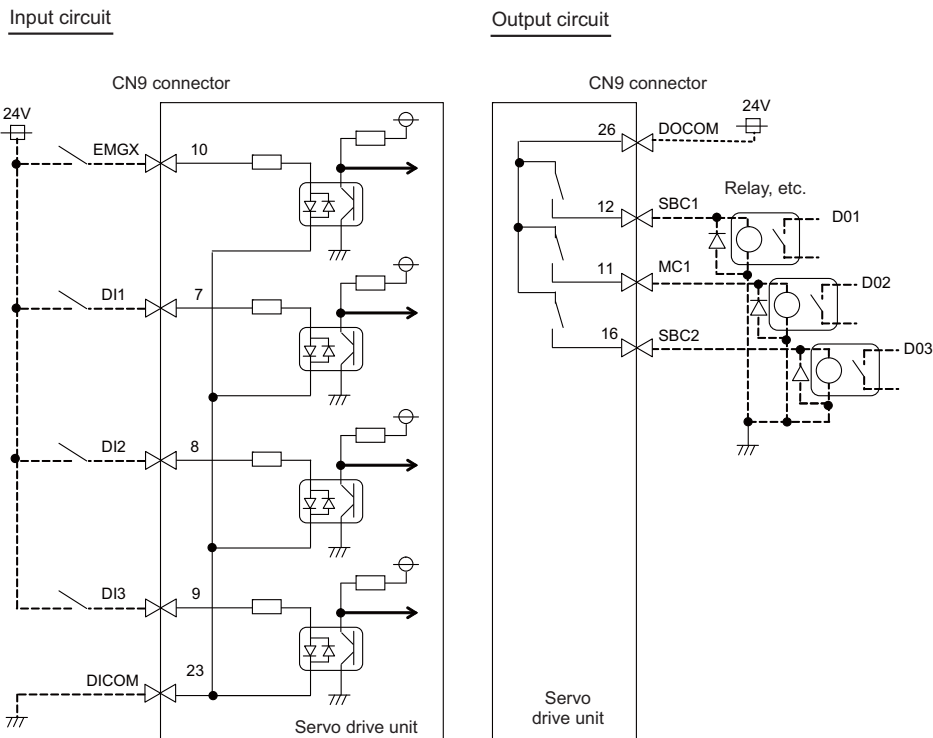 Input circuit
Output circuit
CN9 connector
24V
EMGX
10
DI1
7
DI2
8
DI3
9
DICOM
23
Servo drive unit
CN9 connector
24V
26
DOCOM
Relay, etc.
12
SBC1
D01
11
MC1
D02
16
SBC2
D03
Servo
drive unit